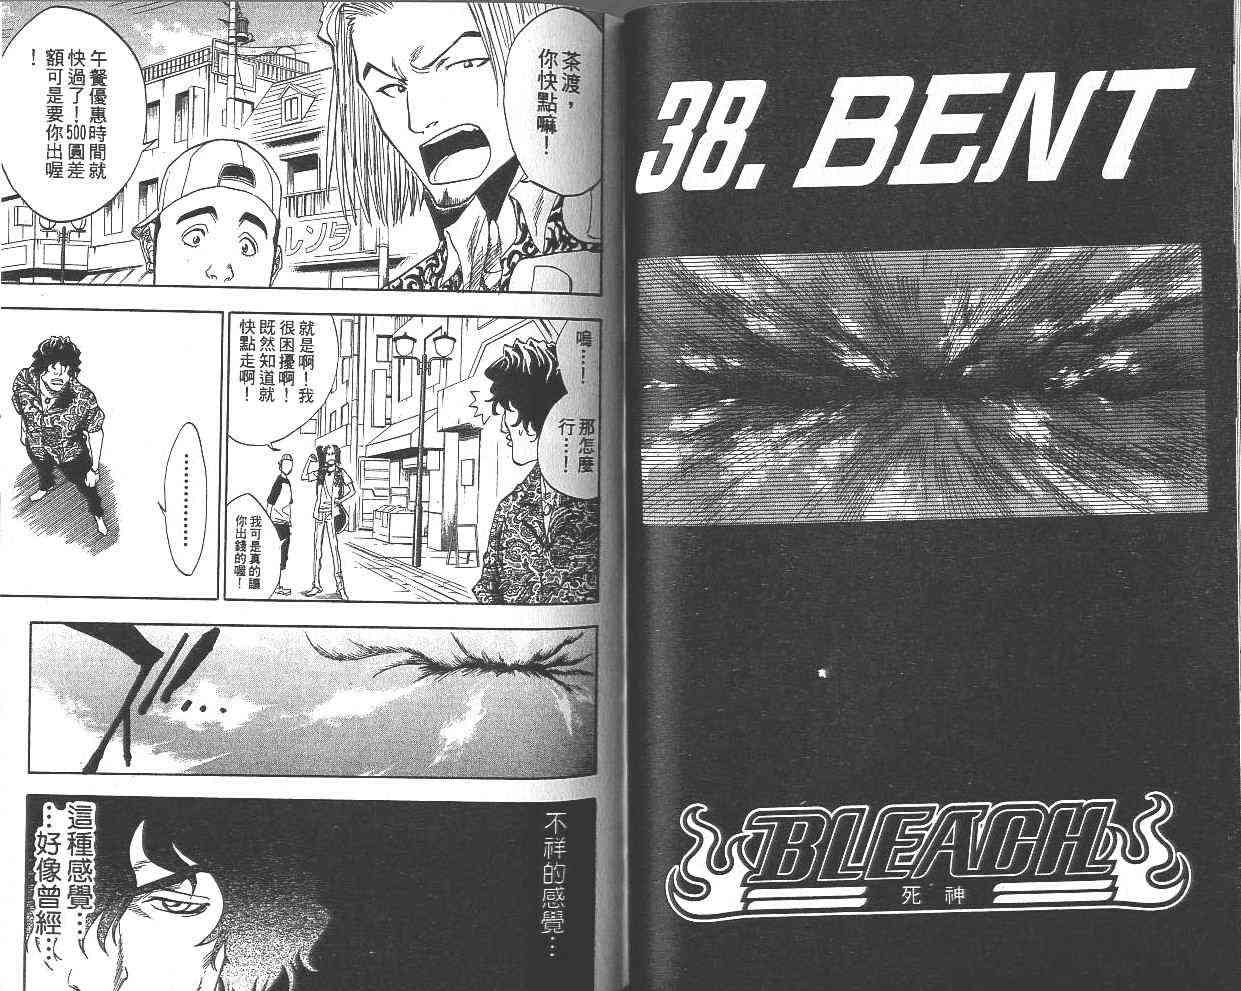 38. BENT
BLEACH
死神
茶渡，
你快點嘛！
午餐優惠時間就
快過了！500圓差
額可是要你出喔
！
レンタ
嗚…！
那怎麼
行…！
就是啊！我
很困擾啊！
既然知道就
快點走啊！
我可是真的讓
你出錢的喔！
…………
不祥的感覺…
這種感覺…
…好像曾經…